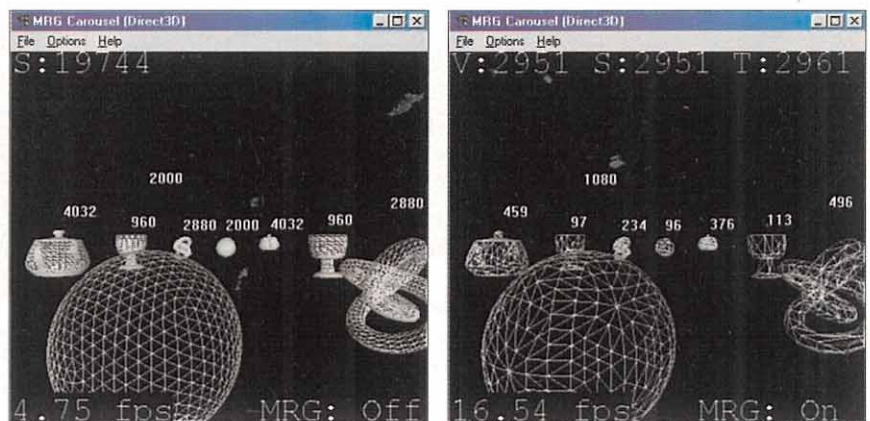 MRG Carousel (Direct3D)
File Options Help
S:19744
2000
4032
960
2880
2000
4032
960
2880
4.75 fps
MRG: Off
MRG Carousel (Direct3D)
File Options Help
V:2951 S:2951 T:2961
1080
459
97
234
96
376
113
496
16.54 fps
MRG: On